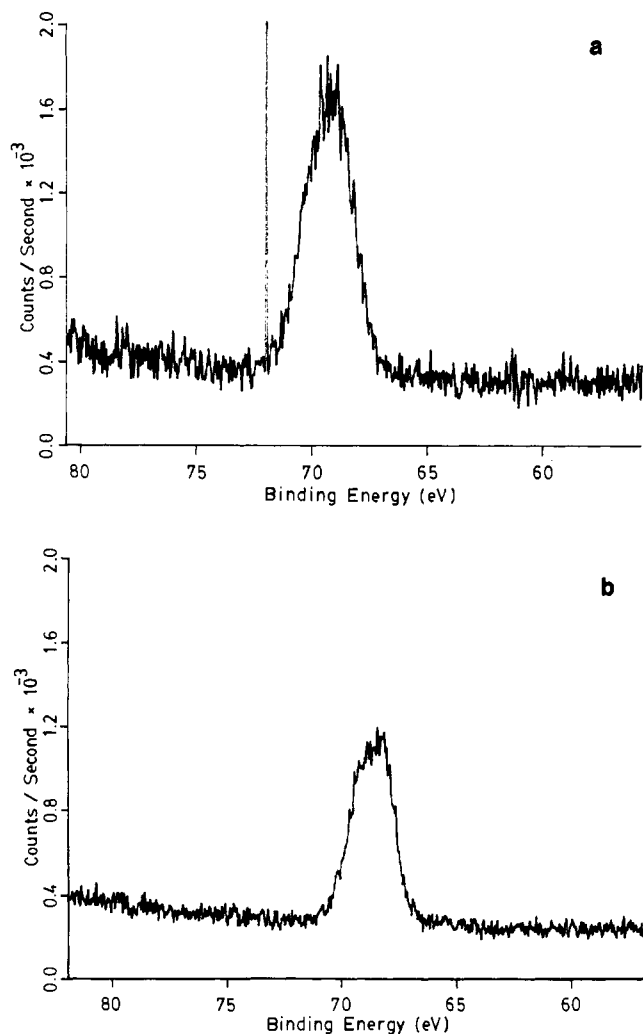 a
2.0
1.6
1.2
0.8
0.4
0.0
Counts / Second × 10⁻³
80 75 70 65 60
Binding Energy (eV)
b
2.0
1.6
1.2
0.8
0.4
0.0
Counts / Second × 10⁻³
80 75 70 65 60
Binding Energy (eV)